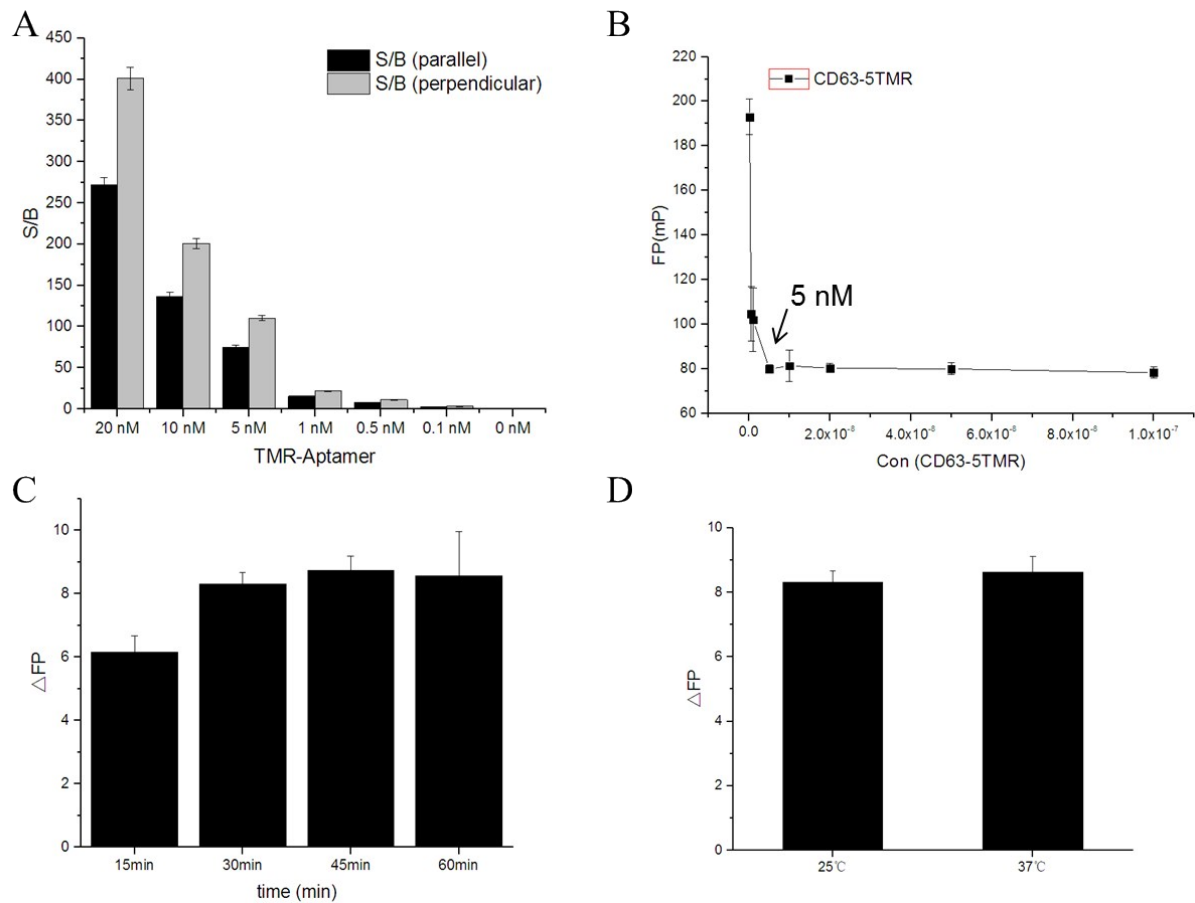 A
450
400
350
300
250
200
150
100
50
0
S/B
S/B (parallel)
S/B (perpendicular)
20 nM 10 nM 5 nM 1 nM 0.5 nM 0.1 nM 0 nM
TMR-Aptamer
B
220
200
180
160
140
120
100
80
60
FP(mP)
CD63-5TMR
5 nM
0.0 2.0x10⁻⁸ 4.0x10⁻⁸ 6.0x10⁻⁸ 8.0x10⁻⁸ 1.0x10⁻⁷
Con (CD63-5TMR)
C
10
8
6
4
2
0
△FP
15min 30min 45min 60min
time (min)
D
10
8
6
4
2
0
△FP
25℃ 37℃